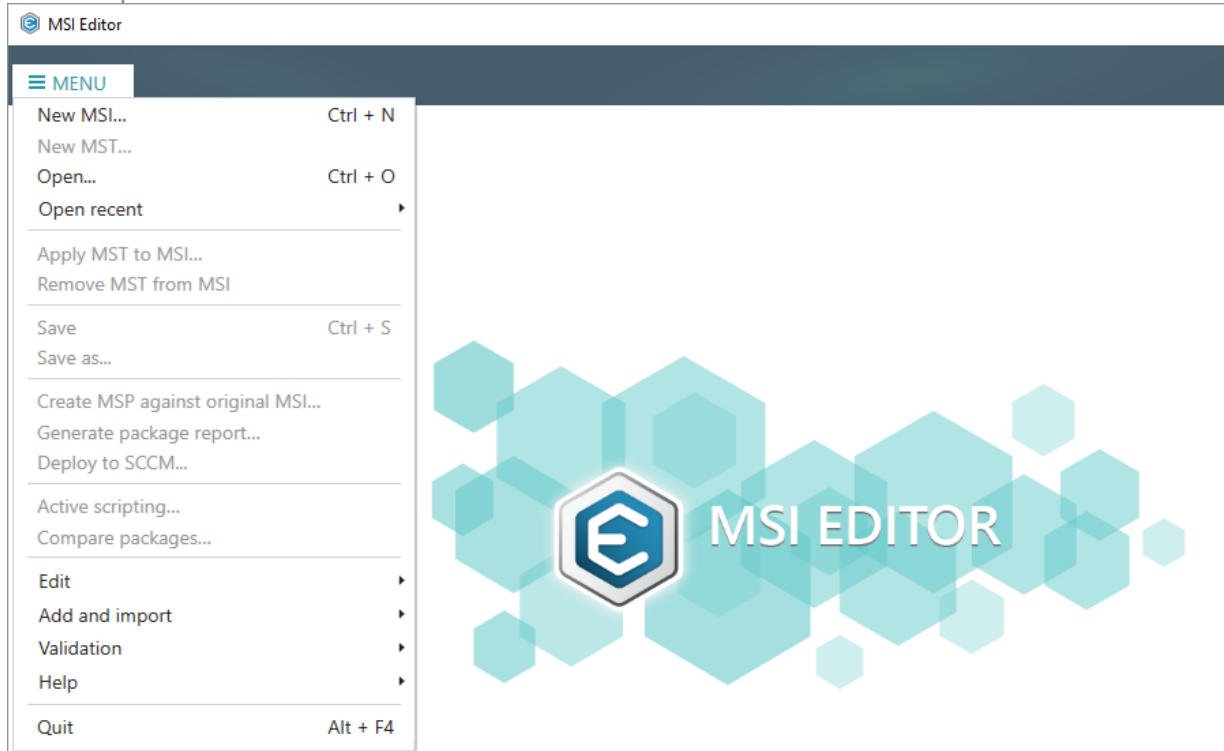 MSI Editor
MENU
New MSI... Ctrl + N
New MST...
Open... Ctrl + O
Open recent
Apply MST to MSI...
Remove MST from MSI
Save Ctrl + S
Save as...
Create MSP against original MSI...
Generate package report...
Deploy to SCCM...
Active scripting...
Compare packages...
Edit
Add and import
Validation
Help
Quit Alt + F4
MSI EDITOR